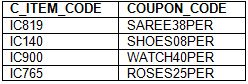 C_ITEM_CODE COUPON_CODE
IC819 SAREE38PER
IC140 SHOES08PER
IC900 WATCH40PER
IC765 ROSES25PER